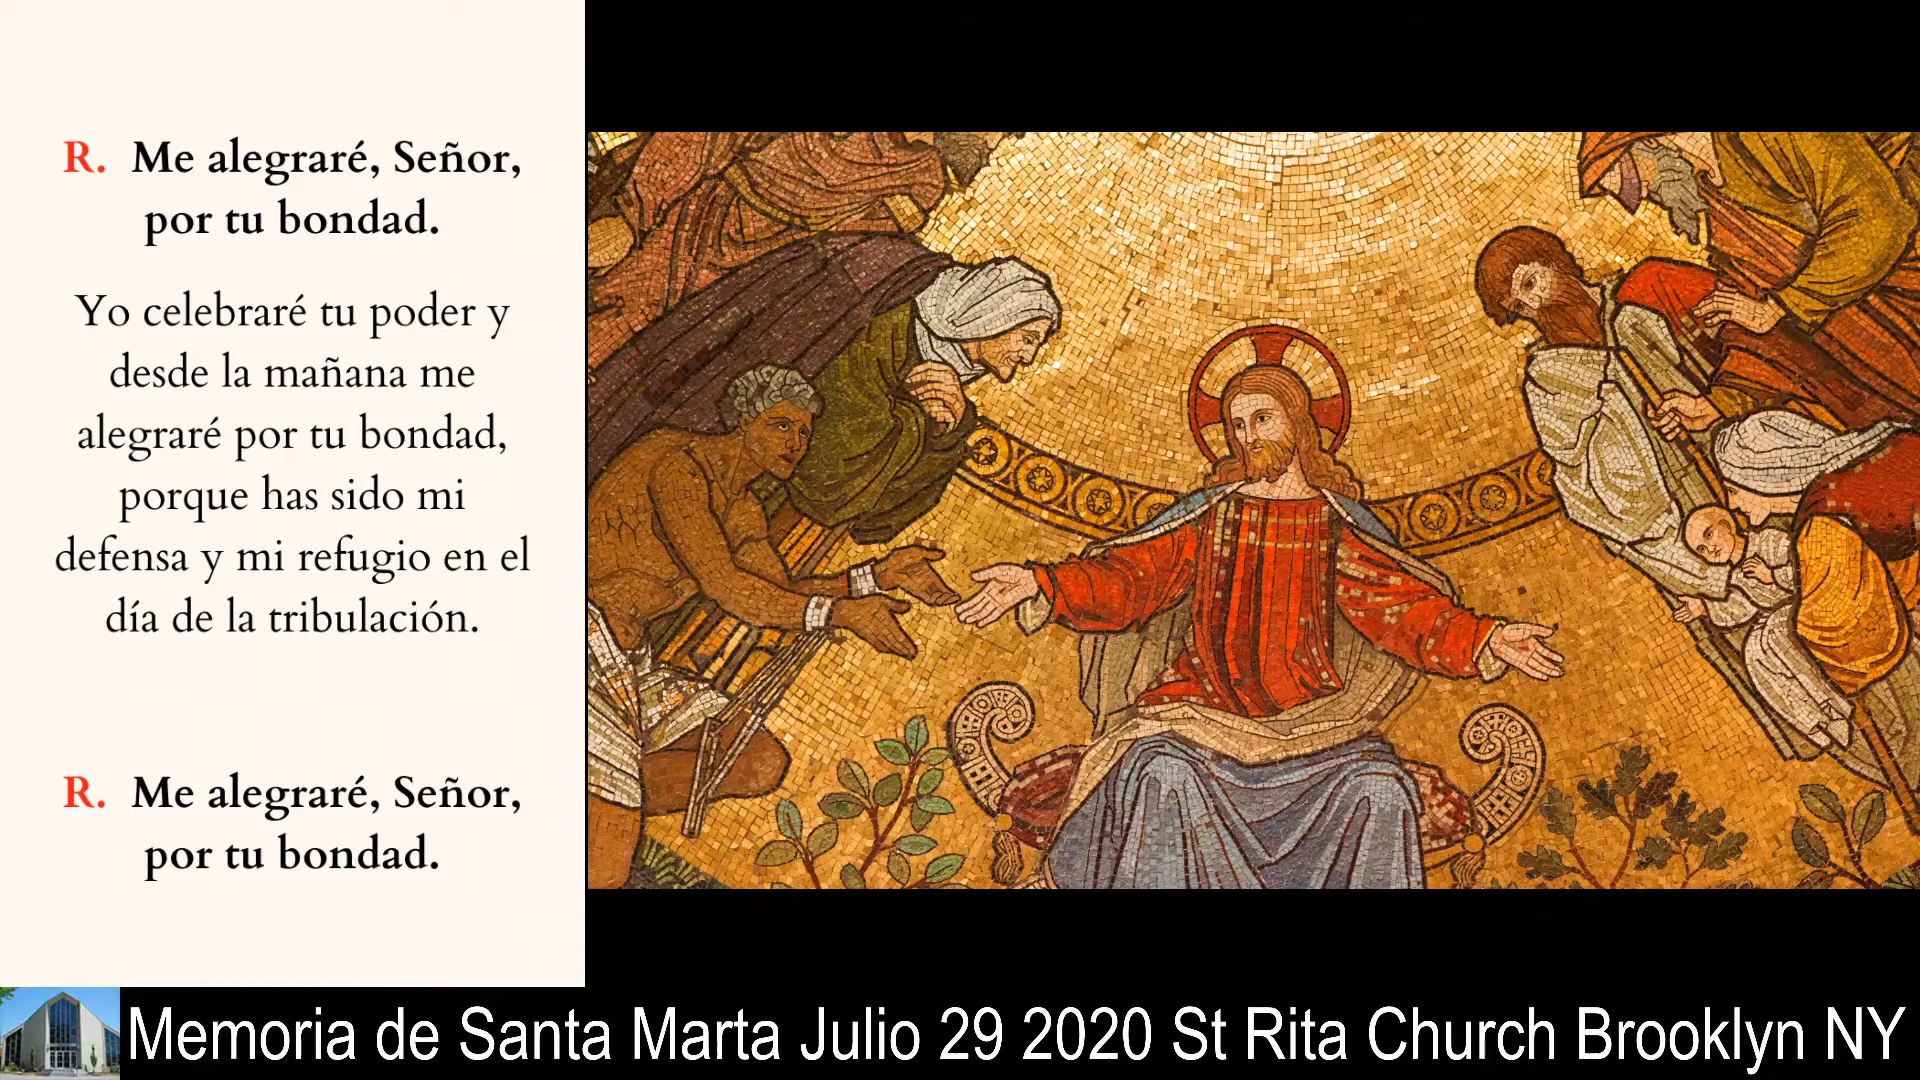 R. Me alegraré, Señor,
por tu bondad.
Yo celebraré tu poder y
desde la mañana me
alegraré por tu bondad,
porque has sido mi
defensa y mi refugio en el
día de la tribulación.
R. Me alegraré, Señor,
por tu bondad.
Memoria de Santa Marta Julio 29 2020 St Rita Church Brooklyn NY